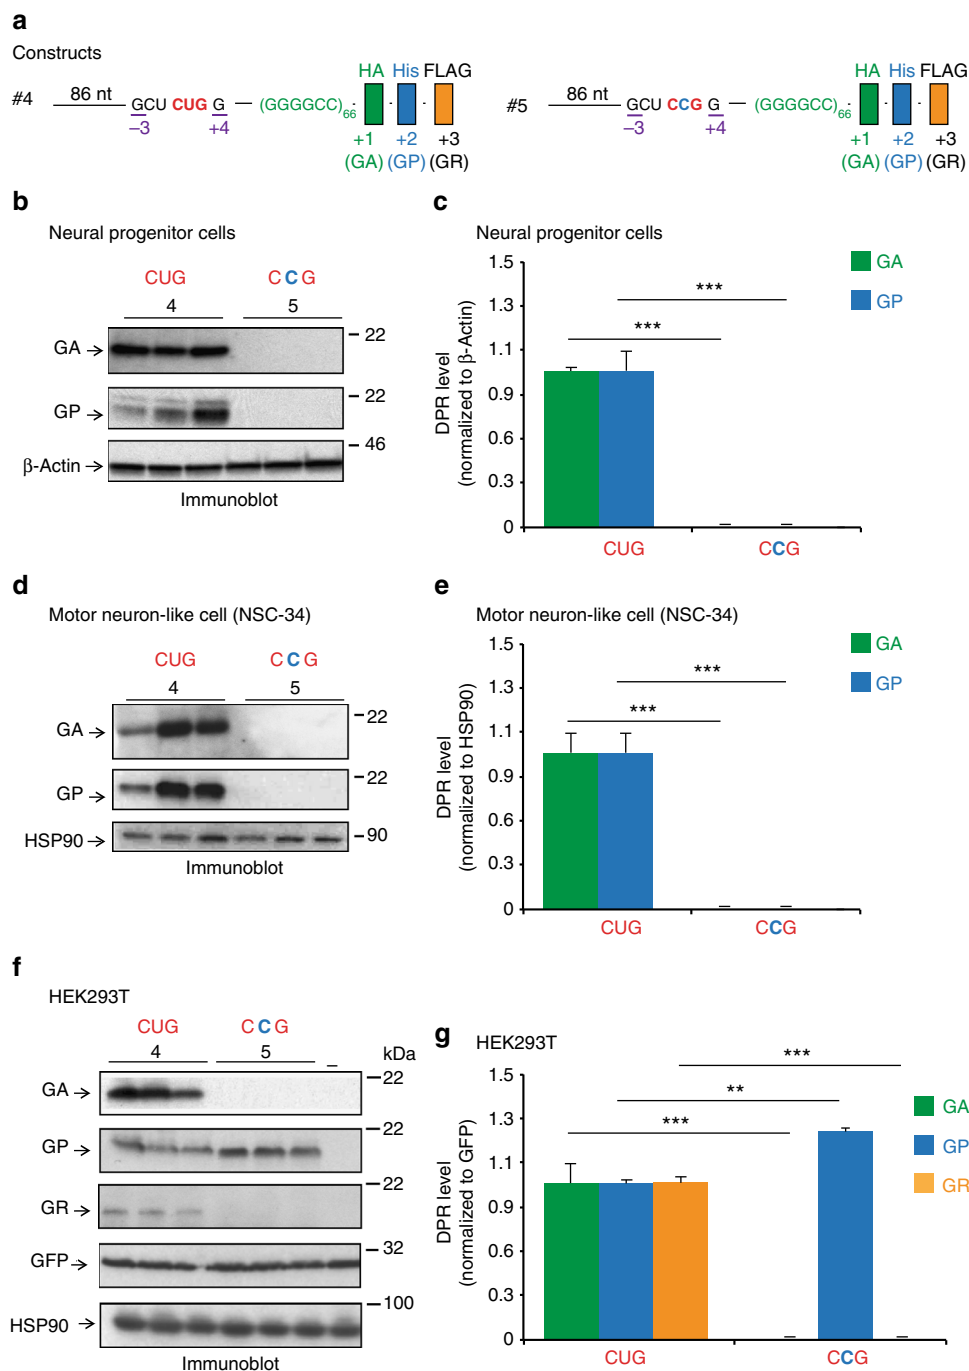 a
Constructs
#4 86 nt GCU CUG G (GGGGCC)66 HA His FLAG
−3 +4 +1 +2 +3
(GA) (GP) (GR)
#5 86 nt GCU CCG G (GGGGCC)66 HA His FLAG
−3 +4 +1 +2 +3
(GA) (GP) (GR)
b
Neural progenitor cells
CUG CCG
4 5
GA 22
GP 22
β-Actin 46
Immunoblot
c
Neural progenitor cells
DPR level
(normalized to β-Actin)
1.5
1.3
1.1
0.9
0.6
0.3
0
***
***
GA
GP
CUG CCG
d
Motor neuron-like cell (NSC-34)
CUG CCG
4 5
GA 22
GP 22
HSP90 90
Immunoblot
e
Motor neuron-like cell (NSC-34)
DPR level
(normalized to HSP90)
1.5
1.3
1.1
0.9
0.6
0.3
0
***
***
GA
GP
CUG CCG
f
HEK293T
CUG CCG
4 5 – kDa
GA 22
GP 22
GR 22
GFP 32
HSP90 100
Immunoblot
g
HEK293T
DPR level
(normalized to GFP)
1.5
1.3
1.1
0.9
0.6
0.3
0
***
**
***
GA
GP
GR
CUG CCG